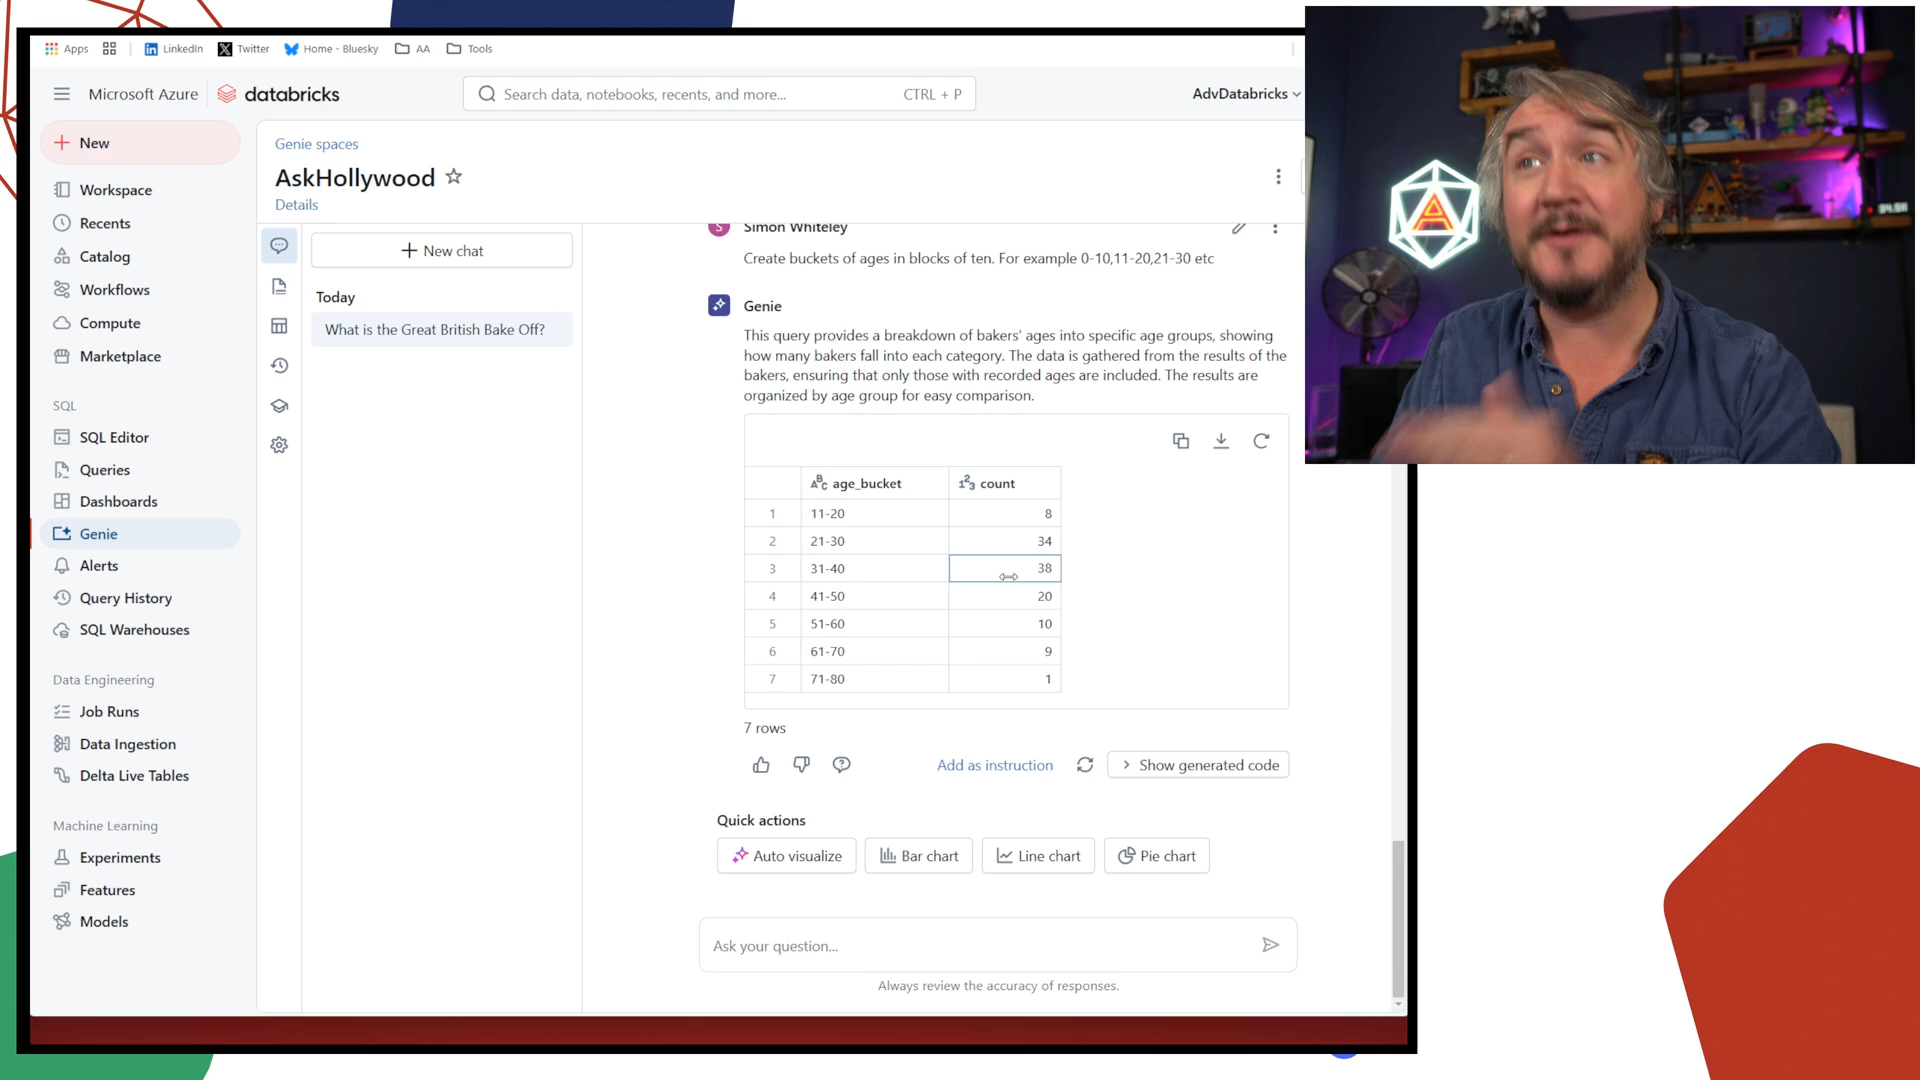 Apps
LinkedIn
Twitter
Home - Bluesky
AA
Tools
Microsoft Azure
databricks
Search data, notebooks, recents, and more...
CTRL + P
AdvDatabricks
New
Workspace
Recents
Catalog
Workflows
Compute
Marketplace
SQL
SQL Editor
Queries
Dashboards
Genie
Alerts
Query History
SQL Warehouses
Data Engineering
Job Runs
Data Ingestion
Delta Live Tables
Machine Learning
Experiments
Features
Models
Genie spaces
AskHollywood
Details
New chat
Today
What is the Great British Bake Off?
S
Simon Whiteley
Create buckets of ages in blocks of ten. For example 0-10,11-20,21-30 etc
Genie
This query provides a breakdown of bakers' ages into specific age groups, showing
how many bakers fall into each category. The data is gathered from the results of the
bakers, ensuring that only those with recorded ages are included. The results are
organized by age group for easy comparison.
age_bucket count
1 11-20 8
2 21-30 34
3 31-40 38
4 41-50 20
5 51-60 10
6 61-70 9
7 71-80 1
7 rows
Add as instruction
Show generated code
Quick actions
Auto visualize
Bar chart
Line chart
Pie chart
Ask your question...
Always review the accuracy of responses.
A